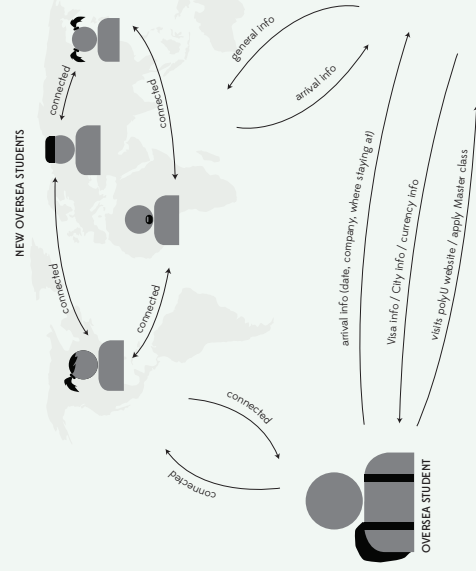 NEW OVERSEA STUDENTS
connected
connected
connected
connected
general info
arrival info
connected
connected
arrival info (date, company, where staying at)
Visa info / City info / currency info
visits polyU website / apply Master class
OVERSEA STUDENT